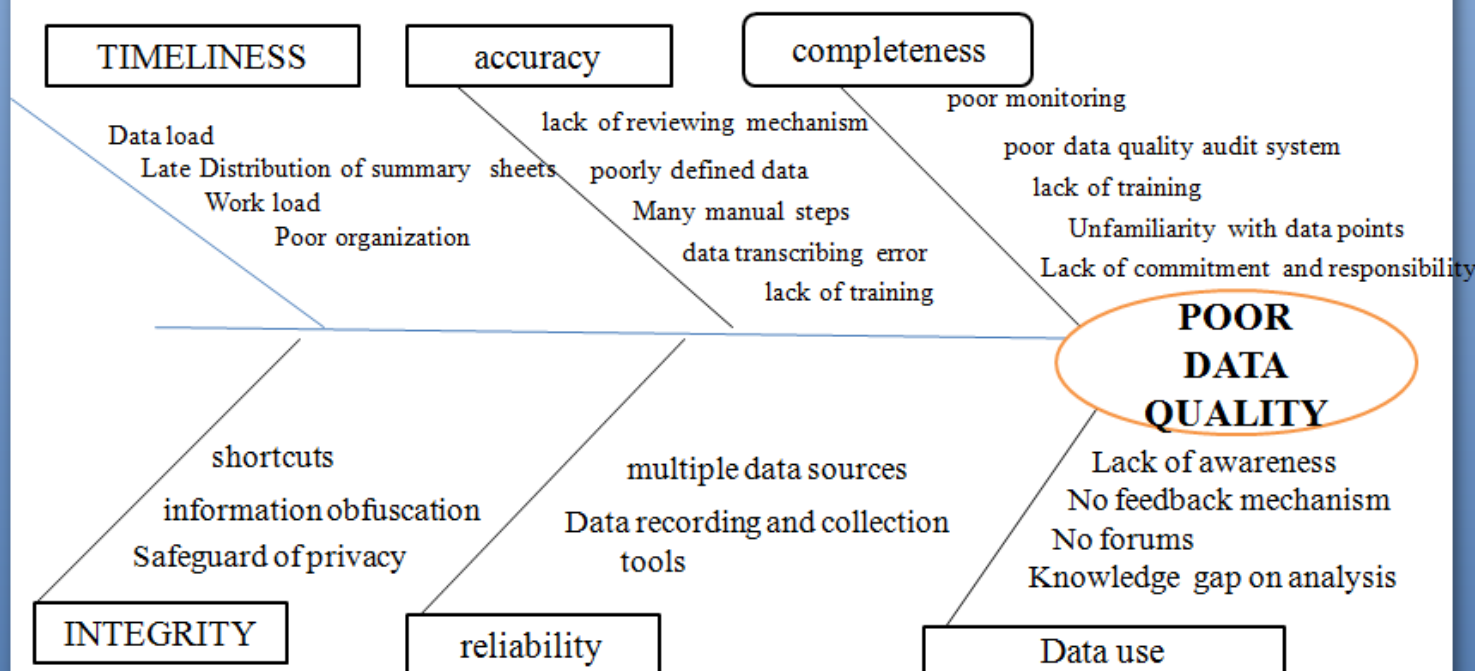 TIMELINESS
accuracy
completeness
Data load
Late Distribution of summary sheets
Work load
Poor organization
lack of reviewing mechanism
poorly defined data
Many manual steps
data transcribing error
lack of training
poor monitoring
poor data quality audit system
lack of training
Unfamiliarity with data points
Lack of commitment and responsibility
POOR
DATA
QUALITY
shortcuts
information obfuscation
Safeguard of privacy
INTEGRITY
multiple data sources
Data recording and collection
tools
reliability
Lack of awareness
No feedback mechanism
No forums
Knowledge gap on analysis
Data use